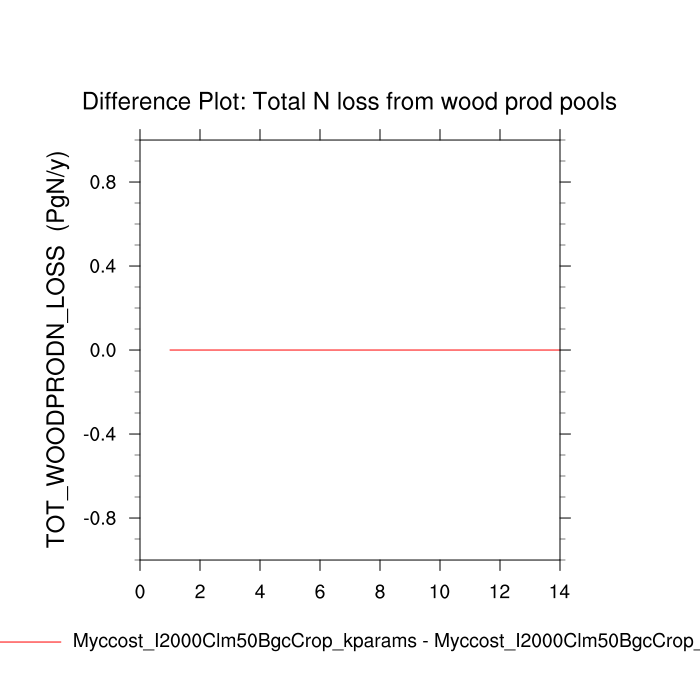 Difference Plot: Total N loss from wood prod pools
TOT_WOODPRODN_LOSS (PgN/y)
0.8
0.4
0.0
-0.4
-0.8
0 2 4 6 8 10 12 14
Myccost_I2000Clm50BgcCrop_kparams - Myccost_I2000Clm50BgcCrop_